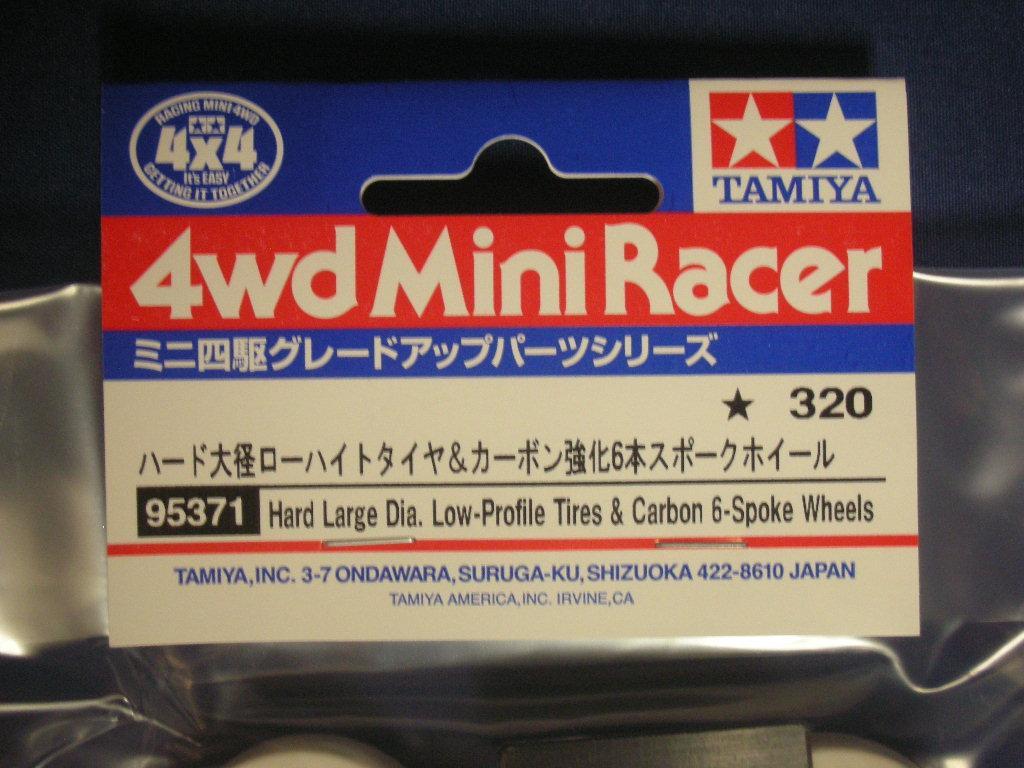 RACING MINI 4WD
4x4
It's EASY
GETTING IT TOGETHER
TAMIYA
4wd Mini Racer
ミニ四駆グレードアップパーツシリーズ
★ 320
ハード大径ローハイトタイヤ&カーボン強化6本スポークホイール
95371 Hard Large Dia. Low-Profile Tires & Carbon 6-Spoke Wheels
TAMIYA,INC. 3-7 ONDAWARA,SURUGA-KU,SHIZUOKA 422-8610 JAPAN
TAMIYA AMERICA,INC. IRVINE,CA